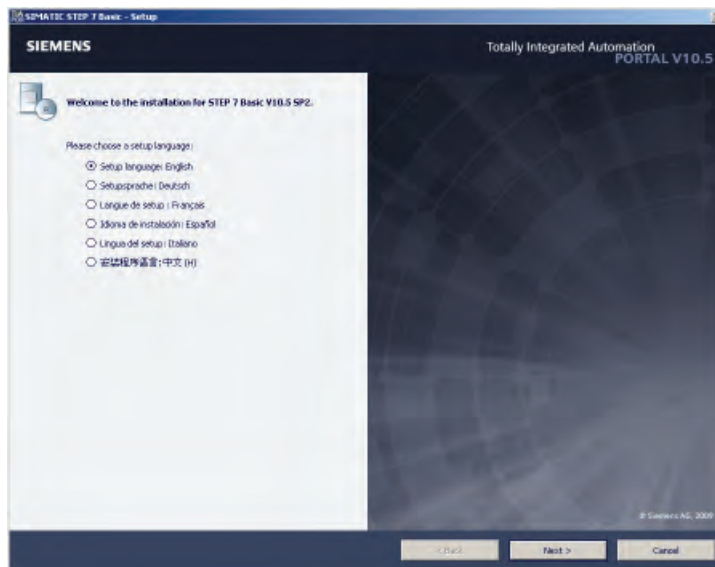 SIMATIC STEP 7 Basic - Setup
SIEMENS
Totally Integrated Automation
PORTAL V10.5
Welcome to the installation for STEP 7 Basic V10.5 SP2.
Please choose a setup language:
Setup language: English
Setupsprache: Deutsch
Langue de setup : Français
Idioma de instalación: Español
Lingua del setup: Italiano
安裝程序語言:中文 (H)
© Siemens AG, 2009
< Back
Next >
Cancel